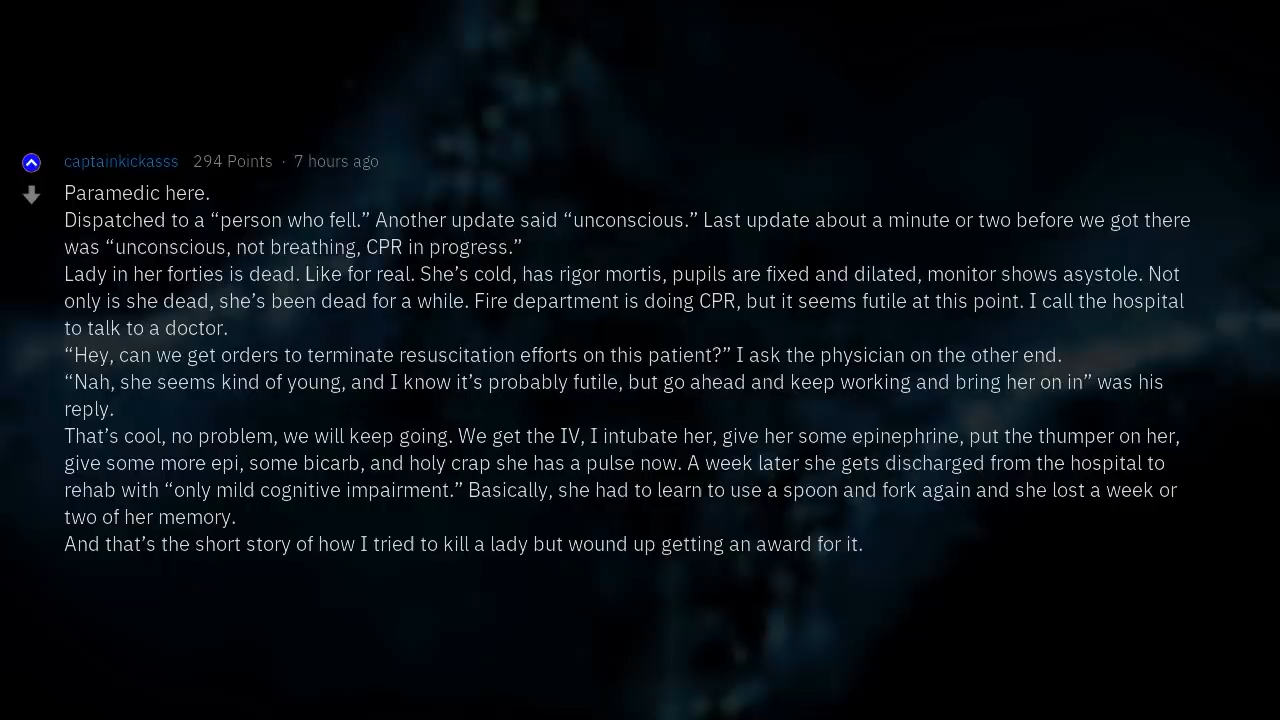 captainkickasss 294 Points · 7 hours ago
Paramedic here.
Dispatched to a “person who fell.” Another update said “unconscious.” Last update about a minute or two before we got there
was “unconscious, not breathing, CPR in progress.”
Lady in her forties is dead. Like for real. She’s cold, has rigor mortis, pupils are fixed and dilated, monitor shows asystole. Not
only is she dead, she’s been dead for a while. Fire department is doing CPR, but it seems futile at this point. I call the hospital
to talk to a doctor.
“Hey, can we get orders to terminate resuscitation efforts on this patient?” I ask the physician on the other end.
“Nah, she seems kind of young, and I know it’s probably futile, but go ahead and keep working and bring her on in” was his
reply.
That’s cool, no problem, we will keep going. We get the IV, I intubate her, give her some epinephrine, put the thumper on her,
give some more epi, some bicarb, and holy crap she has a pulse now. A week later she gets discharged from the hospital to
rehab with “only mild cognitive impairment.” Basically, she had to learn to use a spoon and fork again and she lost a week or
two of her memory.
And that’s the short story of how I tried to kill a lady but wound up getting an award for it.